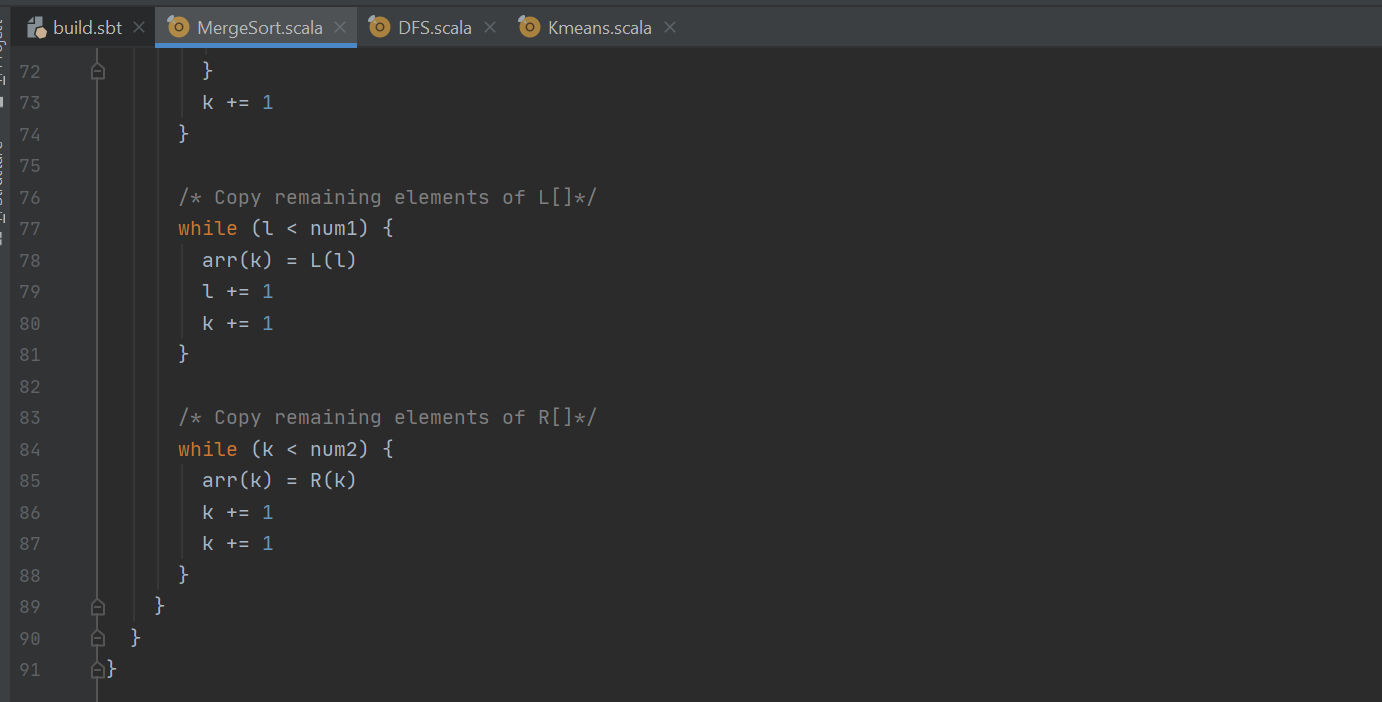 build.sbt MergeSort.scala DFS.scala Kmeans.scala
72 }
73 k += 1
74 }
75
76 /* Copy remaining elements of L[]*/
77 while (l < num1) {
78 arr(k) = L(l)
79 l += 1
80 k += 1
81 }
82
83 /* Copy remaining elements of R[]*/
84 while (k < num2) {
85 arr(k) = R(k)
86 k += 1
87 k += 1
88 }
89 }
90 }
91 }